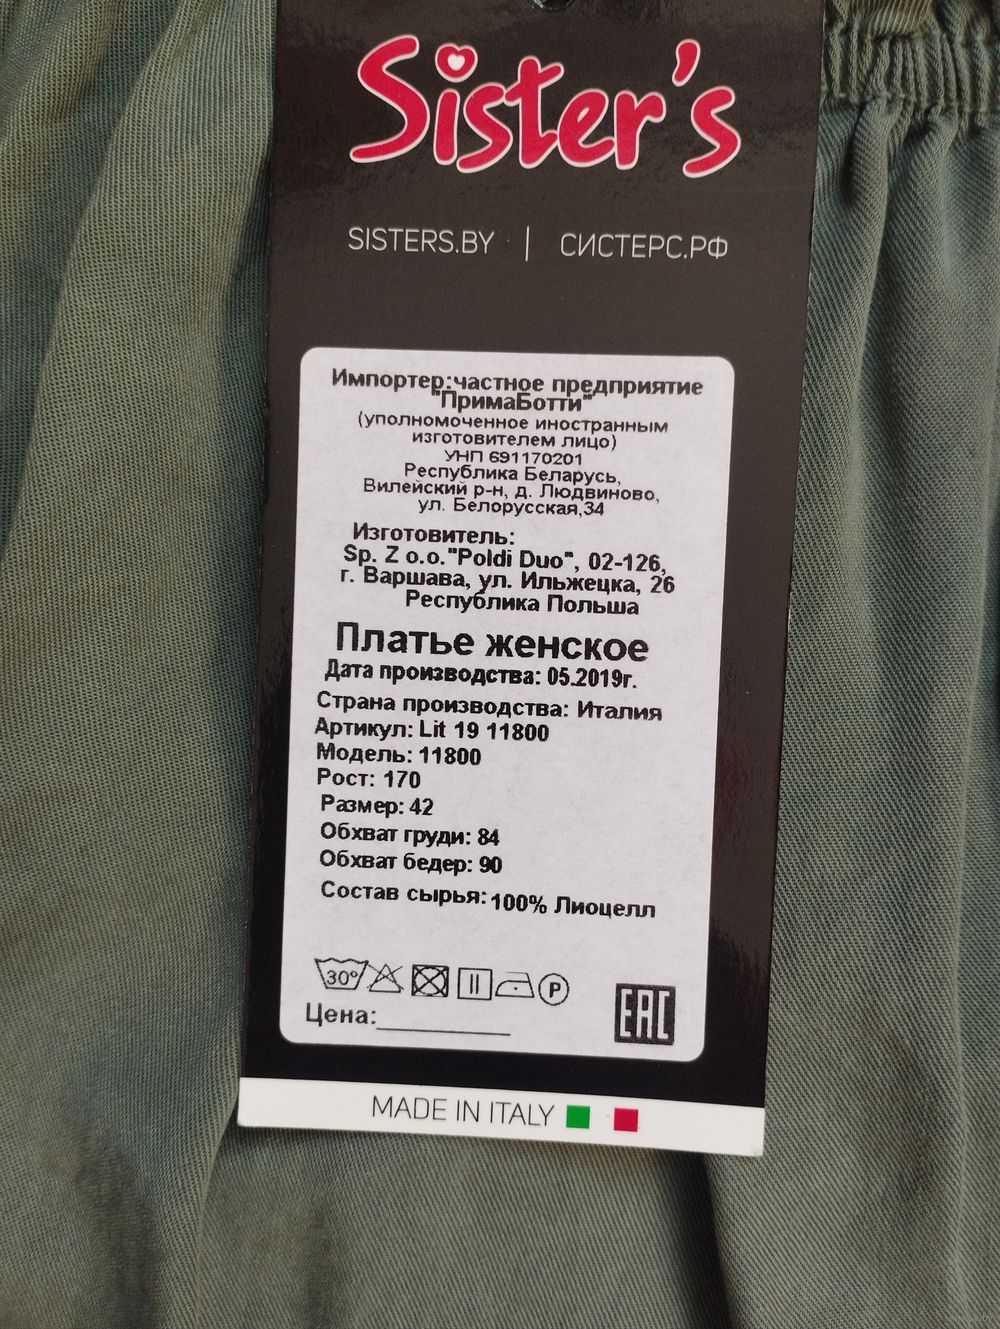 Sister's
SISTERS.BY | СИСТЕРС.РФ
Импортер:частное предприятие
"ПримаБотти"
(уполномоченное иностранным
изготовителем лицо)
УНП 691170201
Республика Беларусь,
Вилейский р-н, д. Людвиново,
ул. Белорусская,34
Изготовитель:
Sp. Z o.o."Poldi Duo", 02-126,
г. Варшава, ул. Ильжецка, 26
Республика Польша
Платье женское
Дата производства: 05.2019г.
Страна производства: Италия
Артикул: Lit 19 11800
Модель: 11800
Рост: 170
Размер: 42
Обхват груди: 84
Обхват бедер: 90
Состав сырья: 100% Лиоцелл
30° P
EAC
Цена:__________
MADE IN ITALY